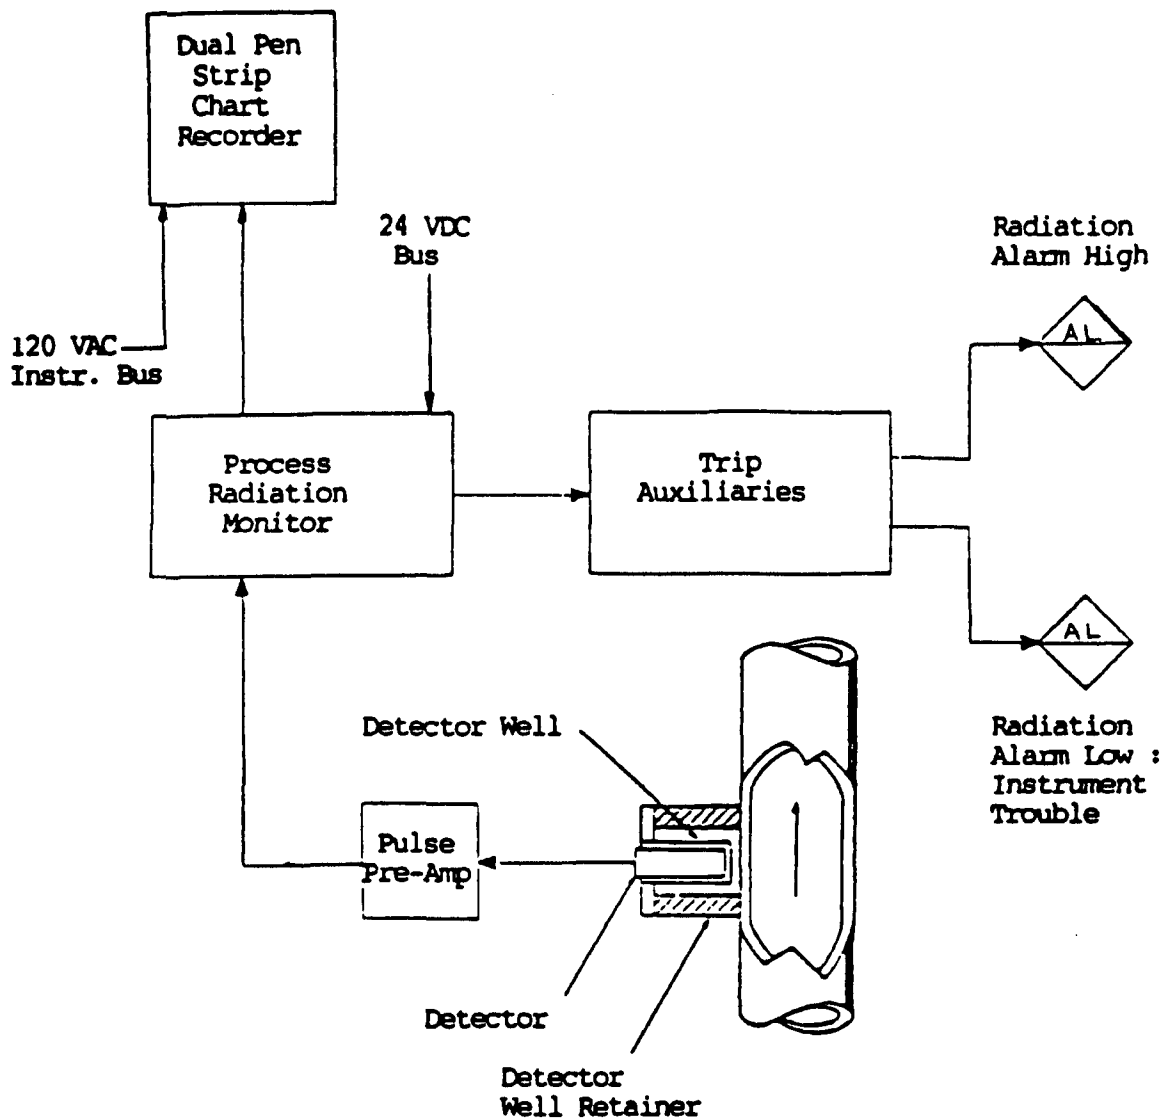 Dual Pen
Strip
Chart
Recorder
24 VDC
Bus
Radiation
Alarm High
AL
120 VAC
Instr. Bus
Process
Radiation
Monitor
Trip
Auxiliaries
AL
Radiation
Alarm Low :
Instrument
Trouble
Detector Well
Pulse
Pre-Amp
Detector
Detector
Well Retainer